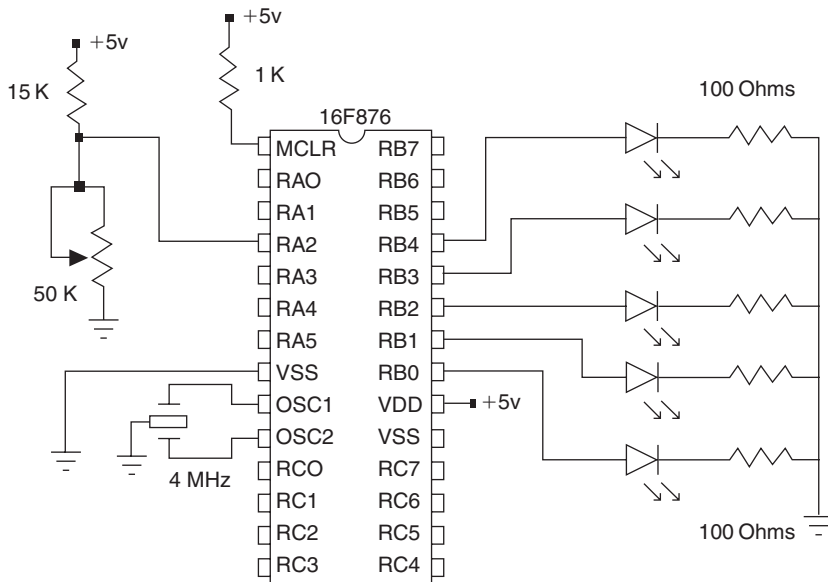 +5v
+5v
15 K
1 K
100 Ohms
16F876
MCLR RB7
RAO RB6
RA1 RB5
RA2 RB4
RA3 RB3
50 K
RA4 RB2
RA5 RB1
VSS RB0
OSC1 VDD +5v
OSC2 VSS
4 MHz
RCO RC7
RC1 RC6
RC2 RC5
100 Ohms
RC3 RC4